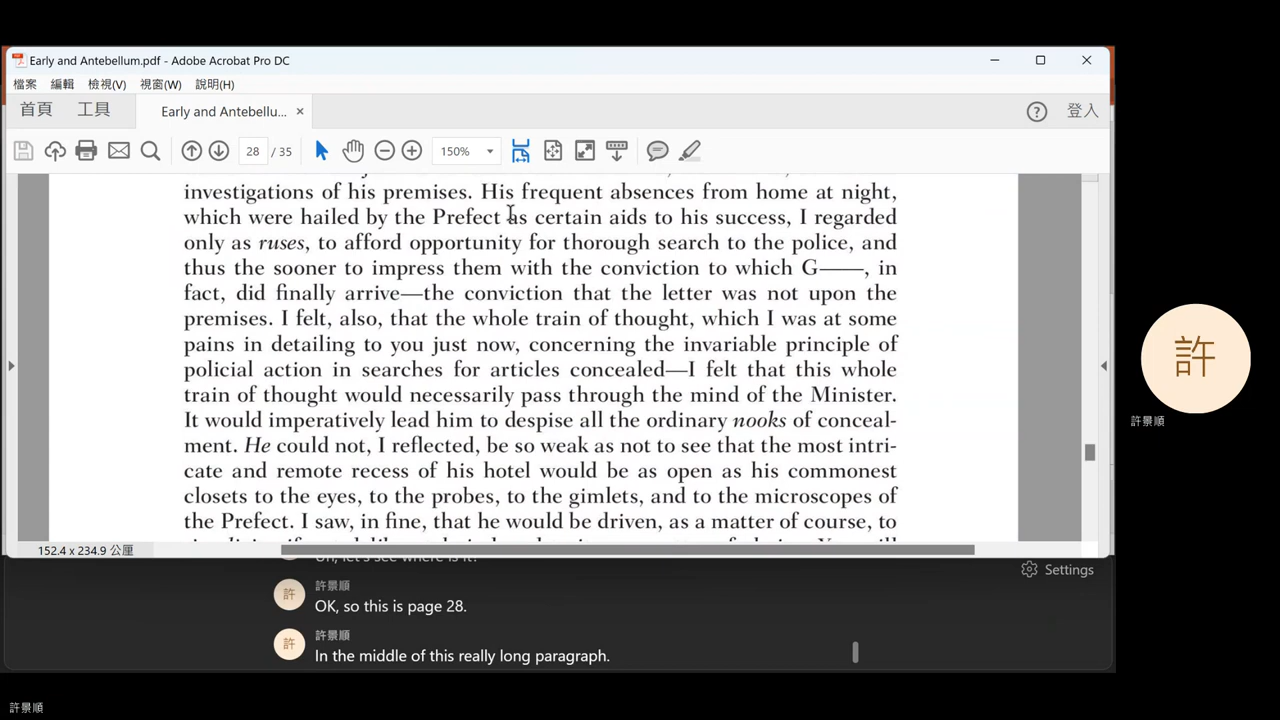 Early and Antebellum.pdf - Adobe Acrobat Pro DC
檔案 編輯 檢視(V) 視窗(W) 說明(H)
首頁 工具 Early and Antebellu... × ? 登入
28 / 35 150%
investigations of his premises. His frequent absences from home at night,
which were hailed by the Prefect as certain aids to his success, I regarded
only as ruses, to afford opportunity for thorough search to the police, and
thus the sooner to impress them with the conviction to which G——, in
fact, did finally arrive—the conviction that the letter was not upon the
premises. I felt, also, that the whole train of thought, which I was at some
pains in detailing to you just now, concerning the invariable principle of
policial action in searches for articles concealed—I felt that this whole
train of thought would necessarily pass through the mind of the Minister.
It would imperatively lead him to despise all the ordinary nooks of conceal-
ment. He could not, I reflected, be so weak as not to see that the most intri-
cate and remote recess of his hotel would be as open as his commonest
closets to the eyes, to the probes, to the gimlets, and to the microscopes of
the Prefect. I saw, in fine, that he would be driven, as a matter of course, to
152.4 x 234.9 公厘
Settings
許景順
OK, so this is page 28.
許景順
In the middle of this really long paragraph.
許
許
許
許景順
許景順